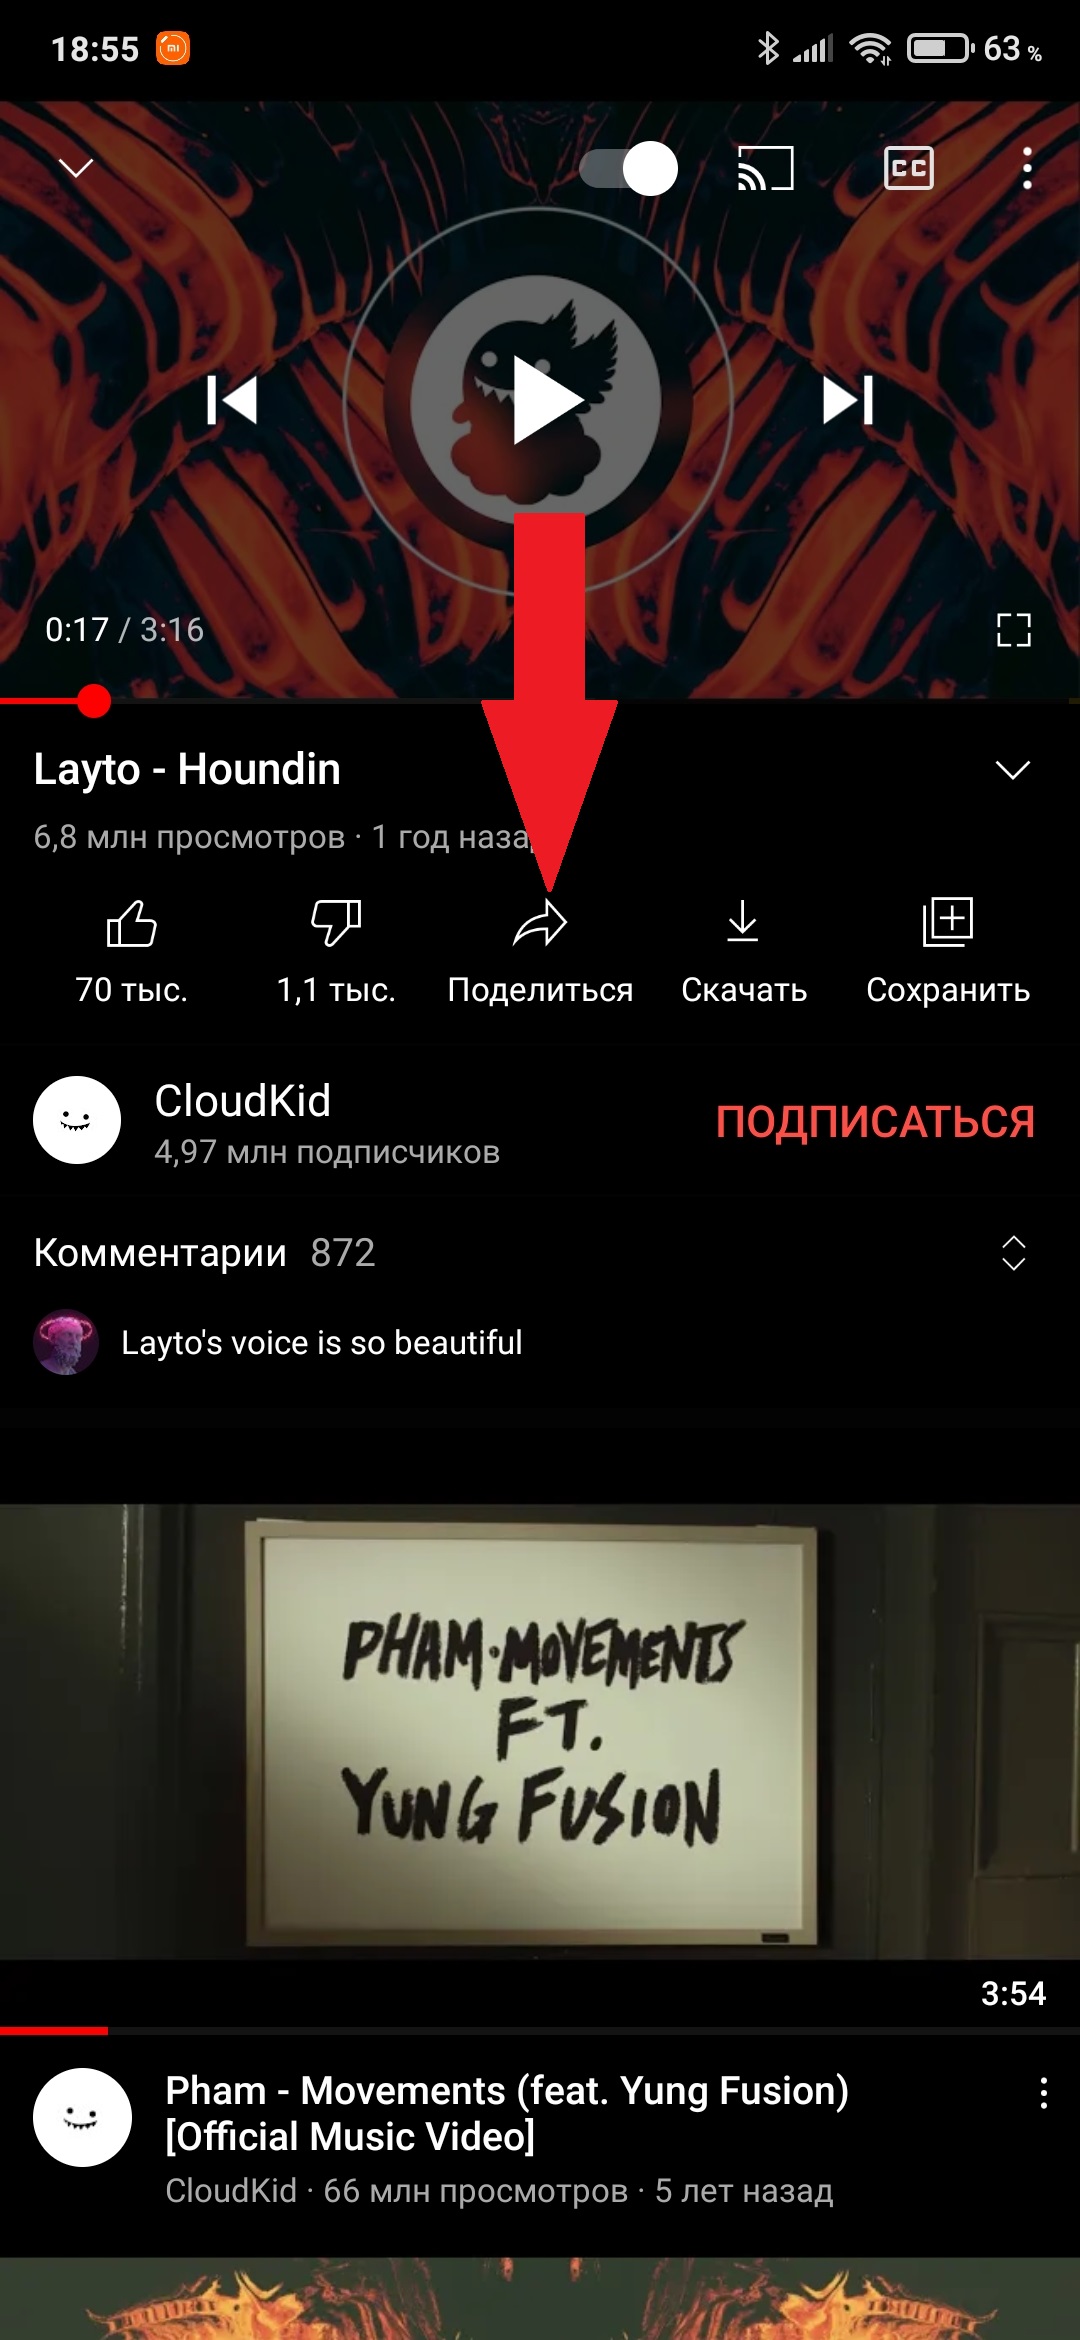 18:55
63 %
CC
0:17 / 3:16
Layto - Houndin
6,8 млн просмотров · 1 год наза
70 тыс.
1,1 тыс.
Поделиться
Скачать
Сохранить
CloudKid
4,97 млн подписчиков
ПОДПИСАТЬСЯ
Комментарии 872
Layto's voice is so beautiful
PHAM·MOVEMENTS
FT.
YUNG FUSION
3:54
Pham - Movements (feat. Yung Fusion)
[Official Music Video]
CloudKid · 66 млн просмотров · 5 лет назад